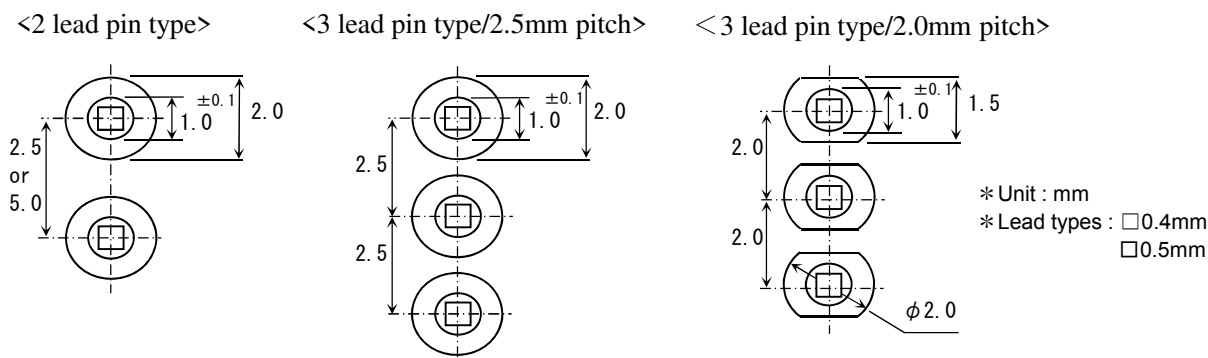 <2 lead pin type>
<3 lead pin type/2.5mm pitch>
＜3 lead pin type/2.0mm pitch>
±0.1
1.0
2.0
2.5
or
5.0
±0.1
1.0
2.0
2.5
2.5
±0.1
1.0
1.5
2.0
2.0
φ2.0
＊Unit : mm
＊Lead types : □0.4mm
□0.5mm